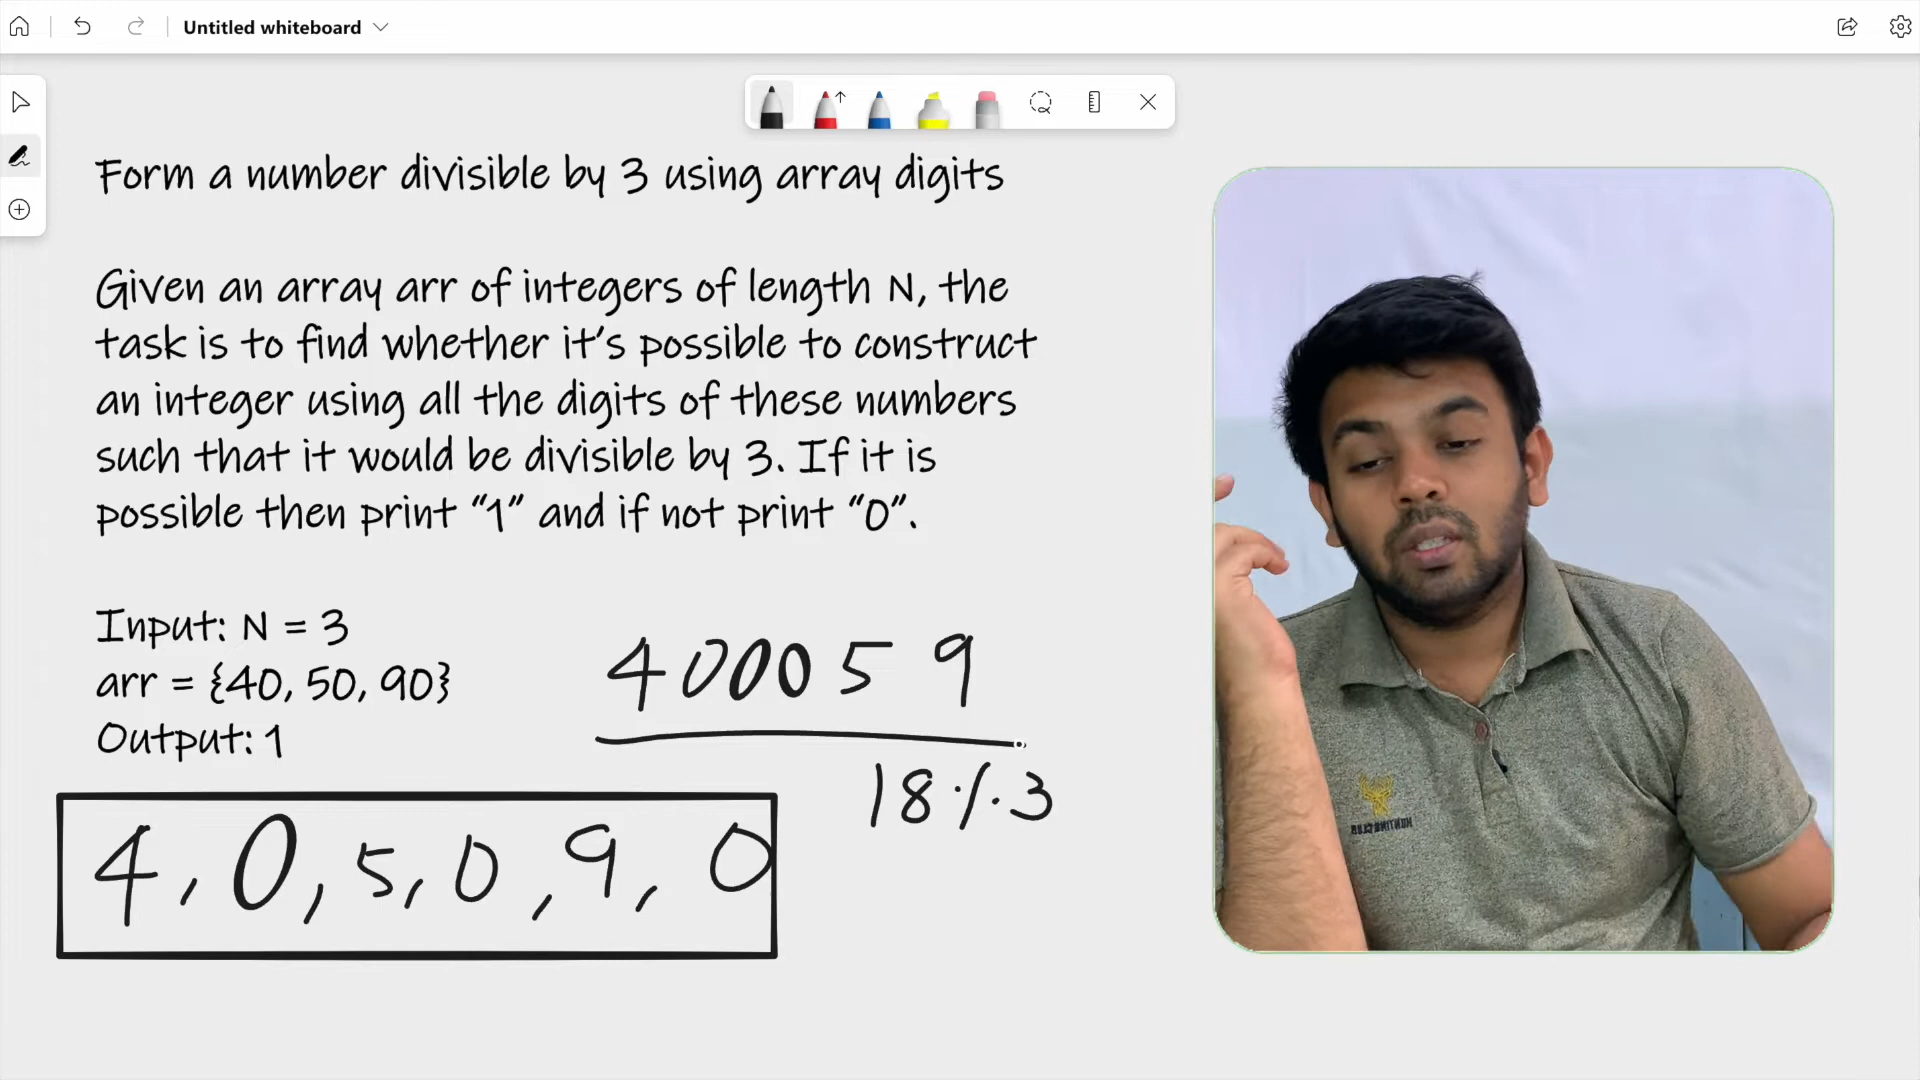 Untitled whiteboard
Form a number divisible by 3 using array digits
Given an array arr of integers of length N, the
task is to find whether it's possible to construct
an integer using all the digits of these numbers
such that it would be divisible by 3. If it is
possible then print “1” and if not print “0”.
Input: N = 3
arr = {40, 50, 90}
Output: 1
400059
18 % 3
4, 0, 5, 0, 9, 0